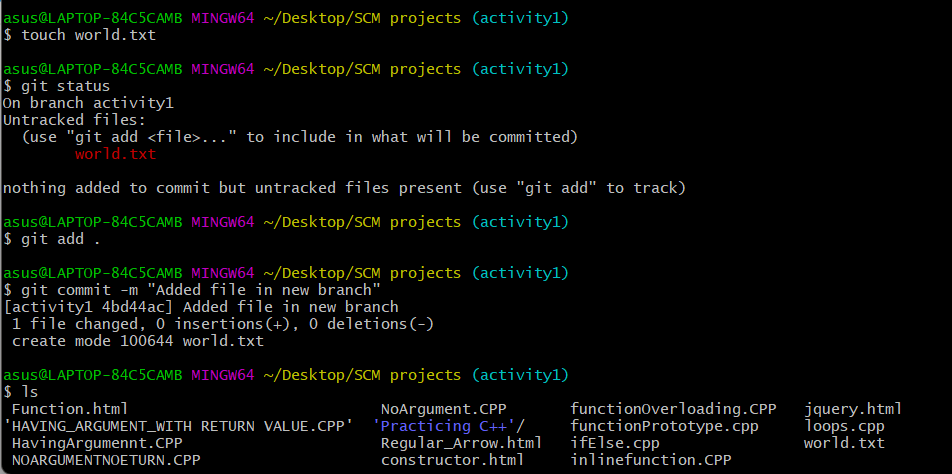 asus@LAPTOP-84C5CAMB MINGW64 ~/Desktop/SCM projects (activity1)
$ touch world.txt
asus@LAPTOP-84C5CAMB MINGW64 ~/Desktop/SCM projects (activity1)
$ git status
On branch activity1
Untracked files:
  (use "git add <file>..." to include in what will be committed)
        world.txt
nothing added to commit but untracked files present (use "git add" to track)
asus@LAPTOP-84C5CAMB MINGW64 ~/Desktop/SCM projects (activity1)
$ git add .
asus@LAPTOP-84C5CAMB MINGW64 ~/Desktop/SCM projects (activity1)
$ git commit -m "Added file in new branch"
[activity1 4bd44ac] Added file in new branch
 1 file changed, 0 insertions(+), 0 deletions(-)
 create mode 100644 world.txt
asus@LAPTOP-84C5CAMB MINGW64 ~/Desktop/SCM projects (activity1)
$ ls
 Function.html                            NoArgument.CPP       functionOverloading.CPP   jquery.html
'HAVING_ARGUMENT_WITH RETURN VALUE.CPP'  'Practicing C++'/     functionPrototype.cpp     loops.cpp
 HavingArgumennt.CPP                      Regular_Arrow.html   ifElse.cpp                world.txt
 NOARGUMENTNOETURN.CPP                    constructor.html     inlinefunction.CPP